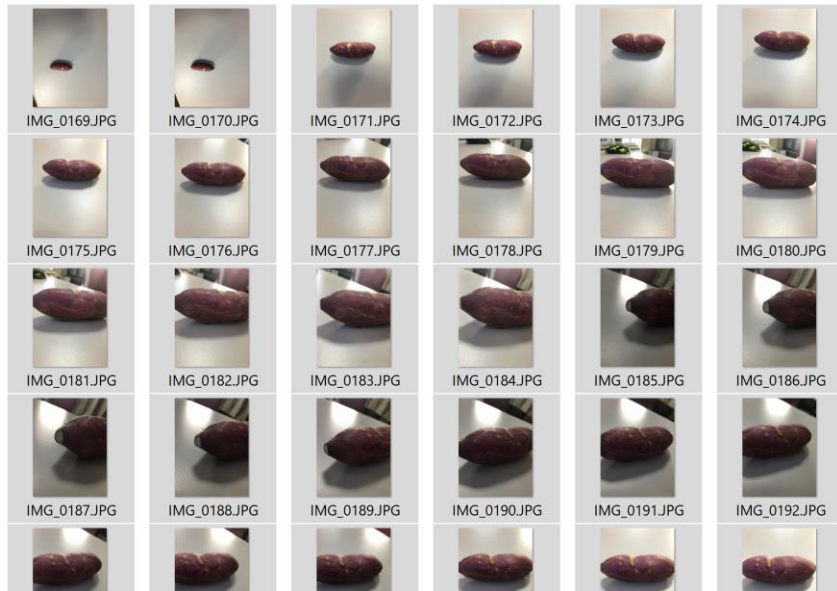 IMG_0169.JPG IMG_0170.JPG IMG_0171.JPG IMG_0172.JPG IMG_0173.JPG IMG_0174.JPG
IMG_0175.JPG IMG_0176.JPG IMG_0177.JPG IMG_0178.JPG IMG_0179.JPG IMG_0180.JPG
IMG_0181.JPG IMG_0182.JPG IMG_0183.JPG IMG_0184.JPG IMG_0185.JPG IMG_0186.JPG
IMG_0187.JPG IMG_0188.JPG IMG_0189.JPG IMG_0190.JPG IMG_0191.JPG IMG_0192.JPG